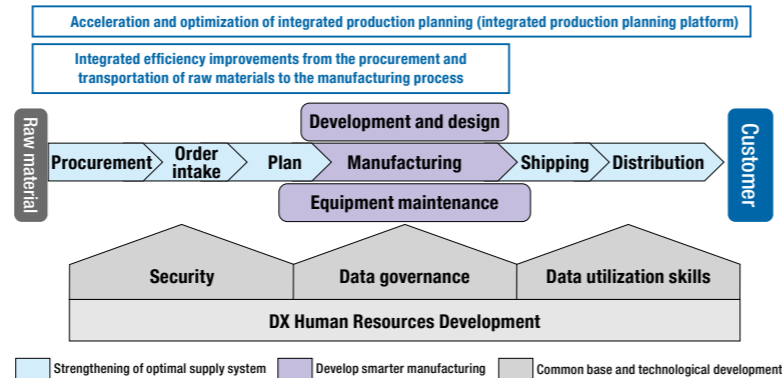 Acceleration and optimization of integrated production planning (integrated production planning platform)
Integrated efficiency improvements from the procurement and
transportation of raw materials to the manufacturing process
Raw material
Development and design
Customer
Procurement
Order
intake
Plan
Manufacturing
Shipping
Distribution
Equipment maintenance
Security
Data governance
Data utilization skills
DX Human Resources Development
Strengthening of optimal supply system
Develop smarter manufacturing
Common base and technological development